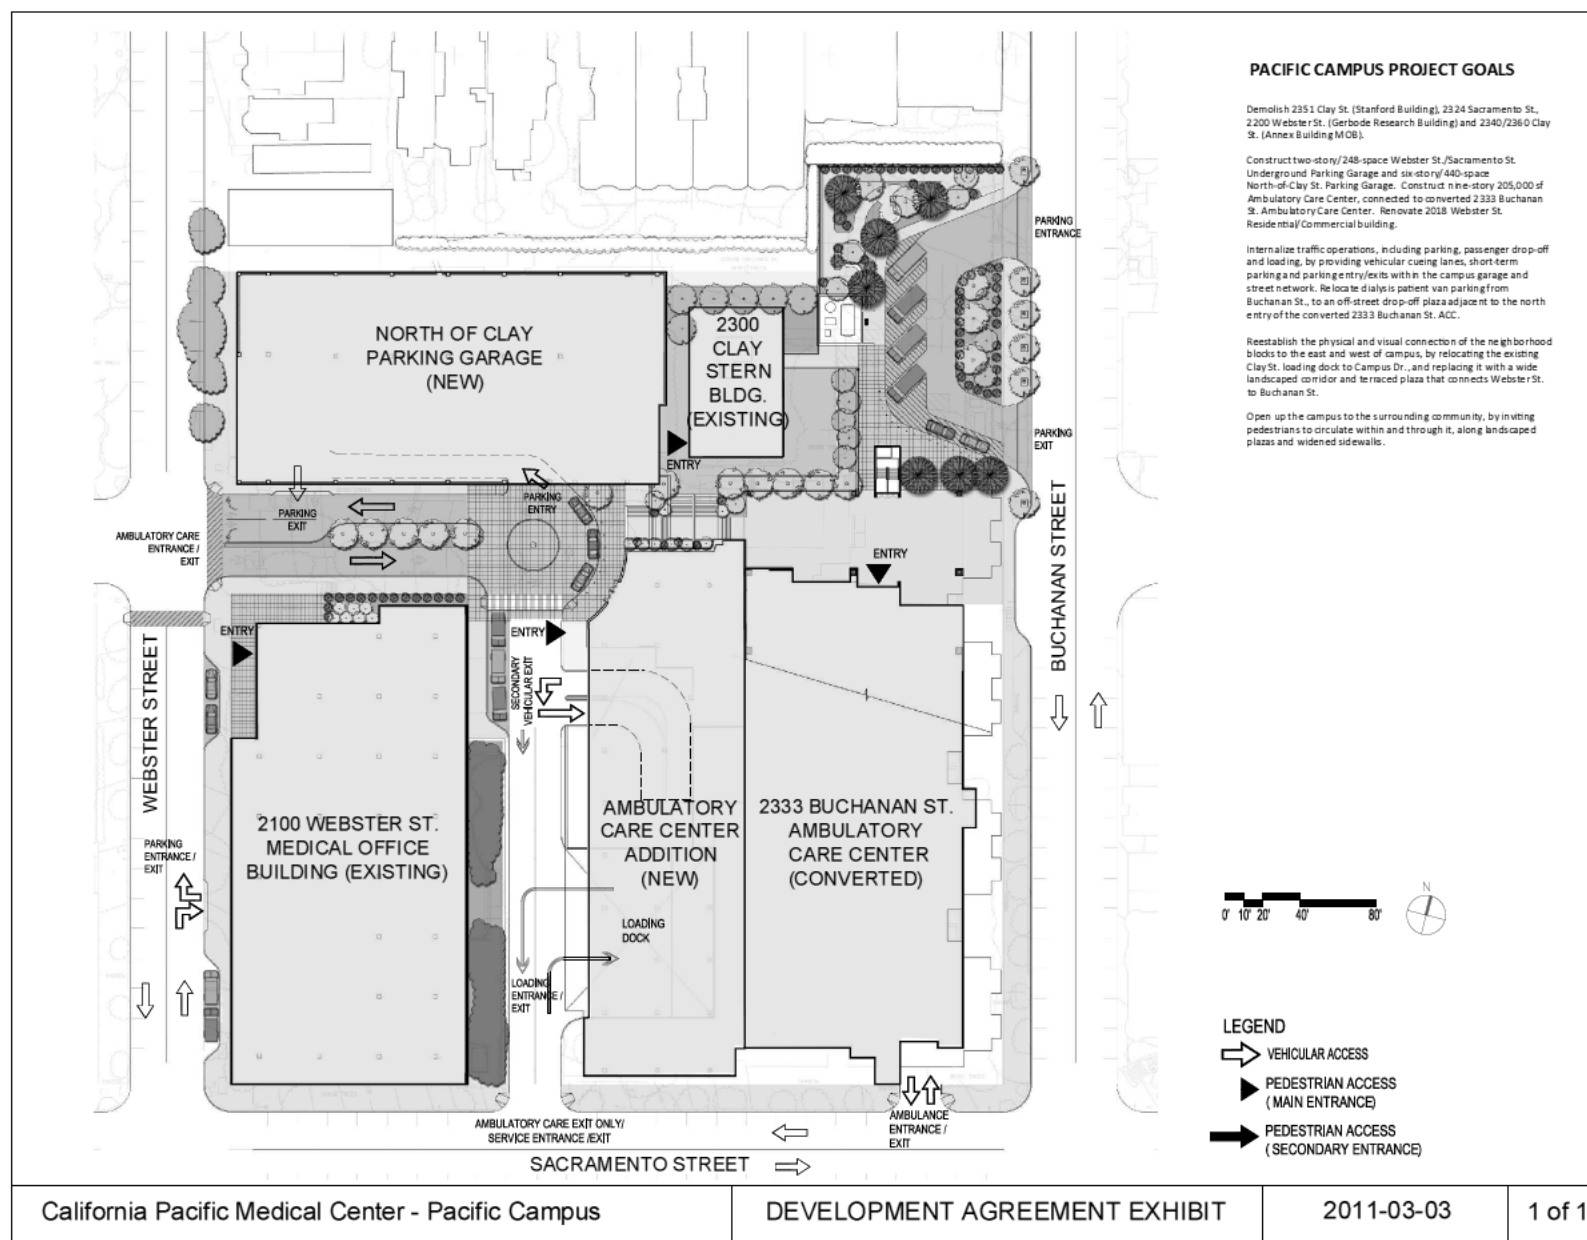 PACIFIC CAMPUS PROJECT GOALS
Demolish 2351 Clay St. (Stanford Building), 2324 Sacramento St.,
2200 Webster St. (Gerbode Research Building) and 2340/2360 Clay
St. (Annex Building MOB).
Construct two-story/248-space Webster St./Sacramento St.
Underground Parking Garage and six-story/440-space
North-of-Clay St. Parking Garage. Construct nine-story 205,000 sf
Ambulatory Care Center, connected to converted 2333 Buchanan
St. Ambulatory Care Center. Renovate 2018 Webster St.
Residential/Commercial building.
Internalize traffic operations, including parking, passenger drop-off
and loading, by providing vehicular cueing lanes, short-term
parking and parking entry/exits within the campus garage and
street network. Relocate dialysis patient van parking from
Buchanan St., to an off-street drop-off plaza adjacent to the north
entry of the converted 2333 Buchanan St. ACC.
Reestablish the physical and visual connection of the neighborhood
blocks to the east and west of campus, by relocating the existing
Clay St. loading dock to Campus Dr., and replacing it with a wide
landscaped corridor and terraced plaza that connects Webster St.
to Buchanan St.
Open up the campus to the surrounding community, by inviting
pedestrians to circulate within and through it, along landscaped
plazas and widened sidewalks.
PARKING
ENTRANCE
NORTH OF CLAY
PARKING GARAGE
(NEW)
2300
CLAY
STERN
BLDG.
(EXISTING)
ENTRY
PARKING
EXIT
PARKING
ENTRY
PARKING
EXIT
AMBULATORY CARE
ENTRANCE /
EXIT
ENTRY
BUCHANAN STREET
ENTRY
ENTRY
SECONDARY
VEHICULAR EXIT
WEBSTER STREET
2100 WEBSTER ST.
MEDICAL OFFICE
BUILDING (EXISTING)
AMBULATORY
CARE CENTER
ADDITION
(NEW)
2333 BUCHANAN ST.
AMBULATORY
CARE CENTER
(CONVERTED)
PARKING
ENTRANCE /
EXIT
LOADING
DOCK
LOADING
ENTRANCE /
EXIT
0' 10' 20' 40' 80'
N
LEGEND
VEHICULAR ACCESS
PEDESTRIAN ACCESS
( MAIN ENTRANCE)
PEDESTRIAN ACCESS
( SECONDARY ENTRANCE)
AMBULATORY CARE EXIT ONLY/
SERVICE ENTRANCE /EXIT
AMBULANCE
ENTRANCE /
EXIT
SACRAMENTO STREET
California Pacific Medical Center - Pacific Campus
DEVELOPMENT AGREEMENT EXHIBIT
2011-03-03
1 of 1